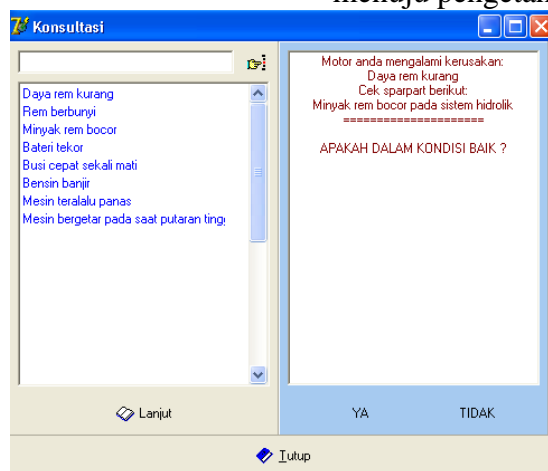 menuju pengetah
Konsultasi
Daya rem kurang
Rem berbunyi
Minyak rem bocor
Bateri tekor
Busi cepat sekali mati
Bensin banjir
Mesin teralalu panas
Mesin bergetar pada saat putaran ting
Motor anda mengalami kerusakan:
Daya rem kurang
Cek sparpart berikut:
Minyak rem bocor pada sistem hidrolik
=====================
APAKAH DALAM KONDISI BAIK ?
Lanjut
YA TIDAK
Tutup